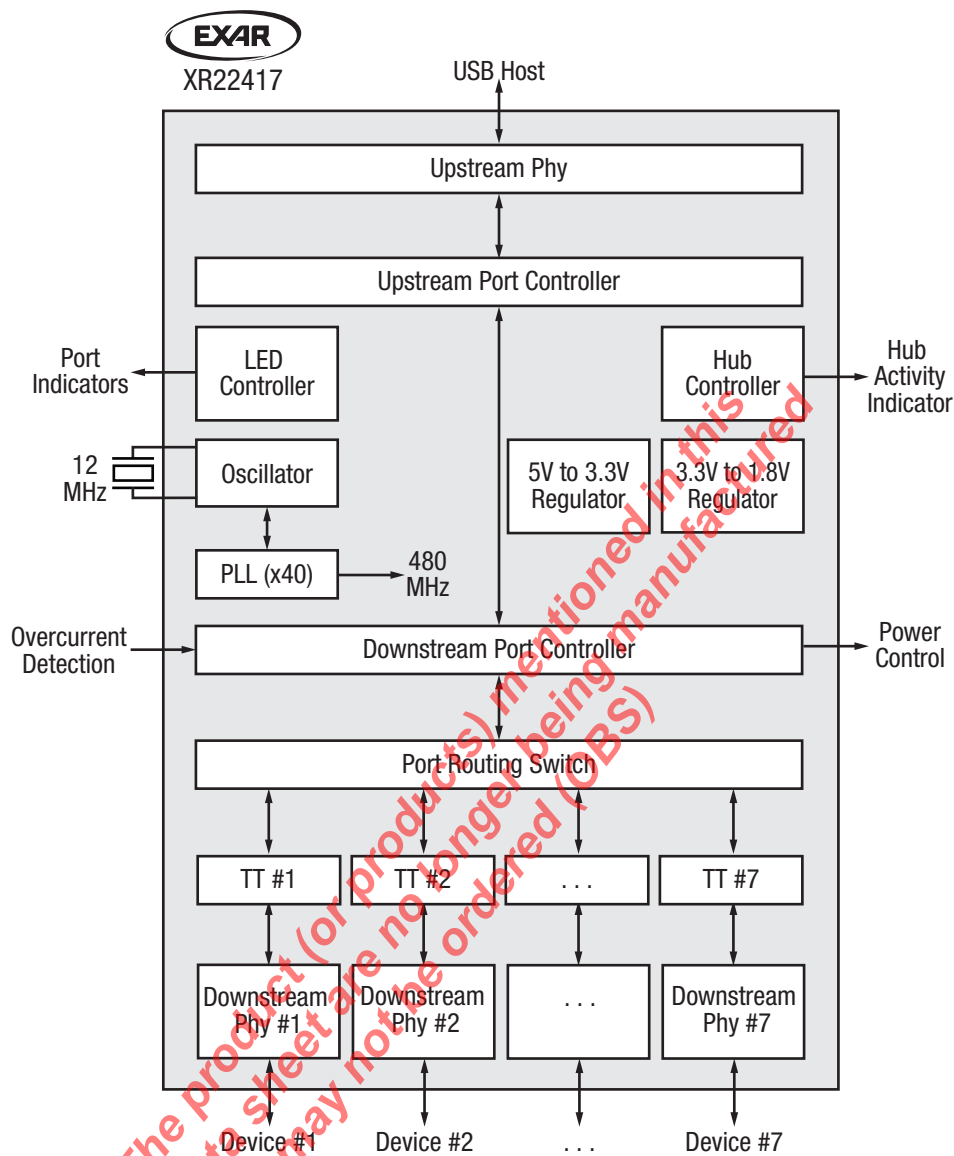 EXAR
XR22417
USB Host
Upstream Phy
Upstream Port Controller
Port
Indicators
LED
Controller
Hub
Controller
Hub
Activity
Indicator
12
MHz
Oscillator
5V to 3.3V
Regulator
3.3V to 1.8V
Regulator
PLL (x40)
480
MHz
Overcurrent
Detection
Downstream Port Controller
Power
Control
Port Routing Switch
TT #1
TT #2
. . .
TT #7
Downstream
Phy #1
Downstream
Phy #2
. . .
Downstream
Phy #7
Device #1
Device #2
. . .
Device #7
The product (or products) mentioned in this
ta sheet are no longer being manufactured
may not be ordered (OBS)